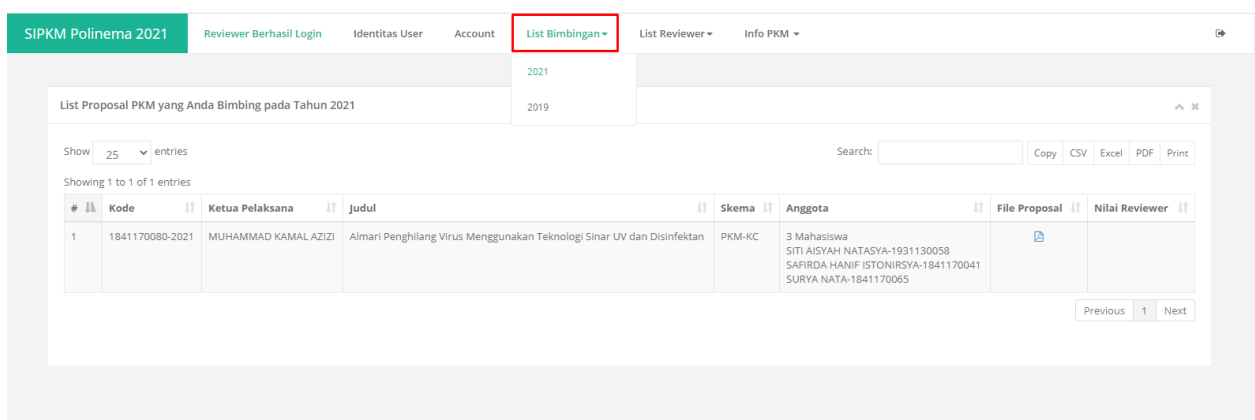 SIPKM Polinema 2021 Reviewer Berhasil Login Identitas User Account List Bimbingan List Reviewer Info PKM
2021
2019
List Proposal PKM yang Anda Bimbing pada Tahun 2021
Show 25 entries Search: Copy CSV Excel PDF Print
Showing 1 to 1 of 1 entries
# Kode Ketua Pelaksana Judul Skema Anggota File Proposal Nilai Reviewer
1 1841170080-2021 MUHAMMAD KAMAL AZIZI Almari Penghilang Virus Menggunakan Teknologi Sinar UV dan Disinfektan PKM-KC 3 Mahasiswa
SITI AISYAH NATASYA-1931130058
SAFIRDA HANIF ISTONIRSYA-1841170041
SURYA NATA-1841170065
Previous 1 Next